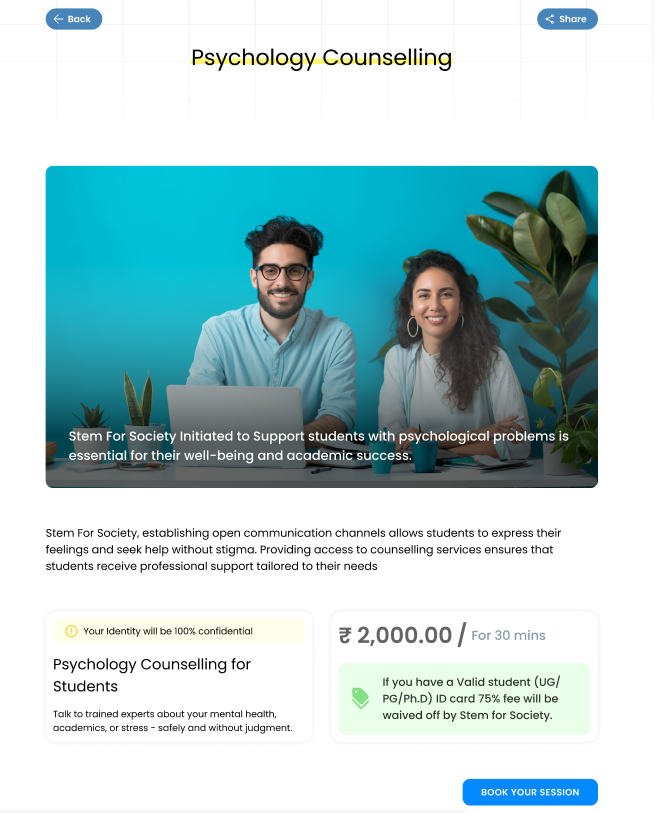 Back
Share
Psychology Counselling
Stem For Society Initiated to Support students with psychological problems is
essential for their well-being and academic success.
Stem For Society, establishing open communication channels allows students to express their
feelings and seek help without stigma. Providing access to counselling services ensures that
students receive professional support tailored to their needs
Your Identity will be 100% confidential
Psychology Counselling for
Students
Talk to trained experts about your mental health,
academics, or stress - safely and without judgment.
₹ 2,000.00 / For 30 mins
If you have a Valid student (UG/
PG/Ph.D) ID card 75% fee will be
waived off by Stem for Society.
BOOK YOUR SESSION